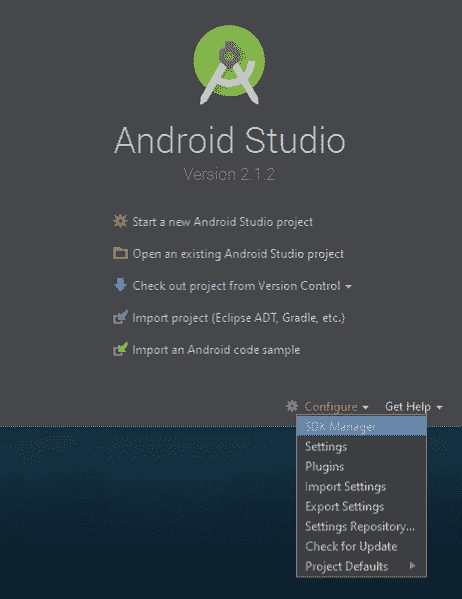 Android Studio
Version 2.1.2
Start a new Android Studio project
Open an existing Android Studio project
Check out project from Version Control
Import project (Eclipse ADT, Gradle, etc.)
Import an Android code sample
Configure Get Help
SDK Manager
Settings
Plugins
Import Settings
Export Settings
Settings Repository...
Check for Update
Project Defaults